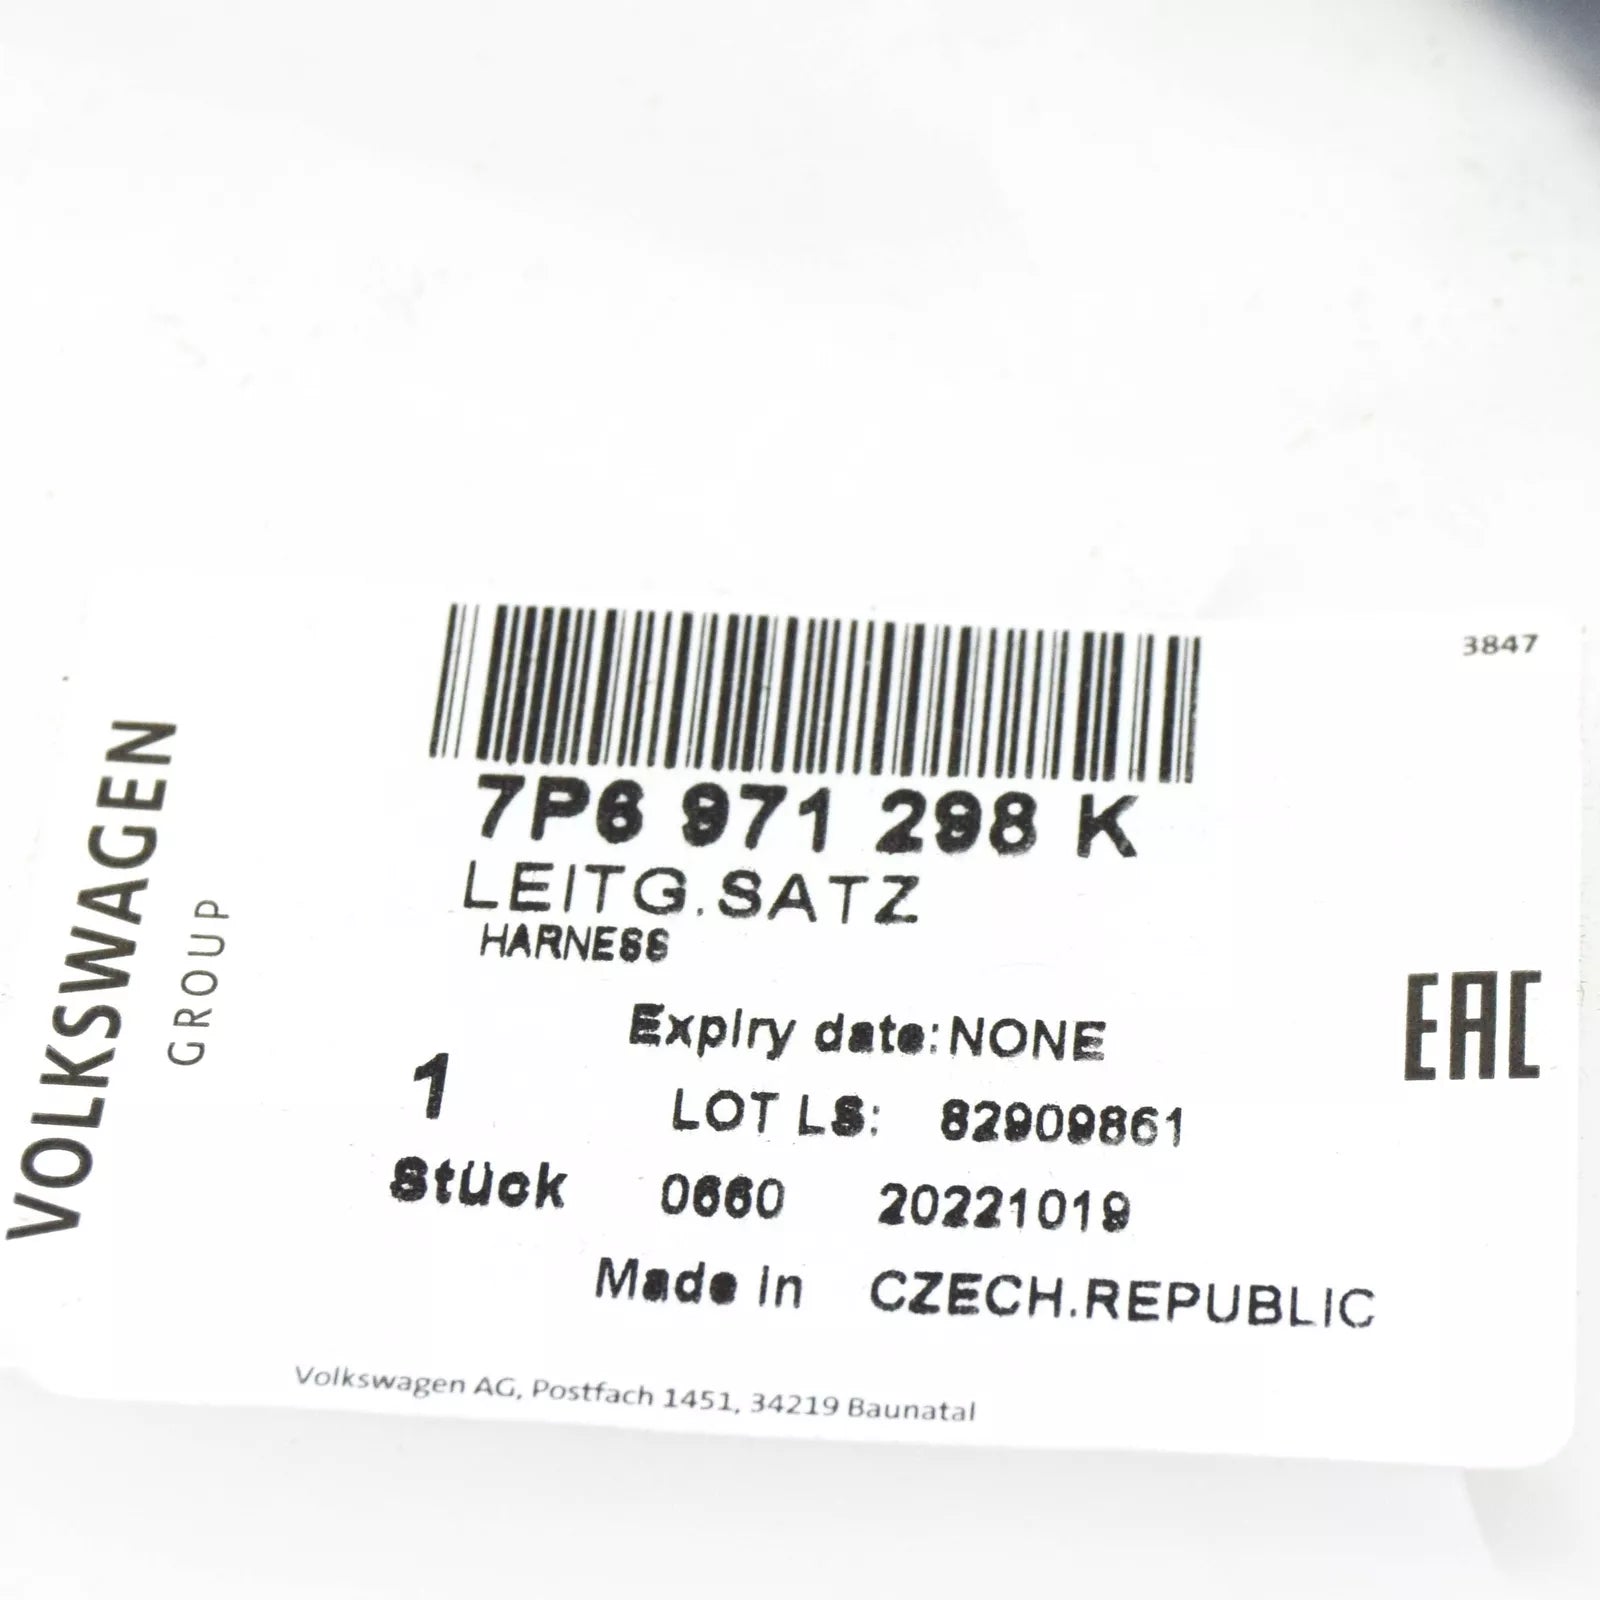 3847
7P6 971 298 K
LEITG.SATZ
HARNESS
Expiry date:NONE
EAC
1
LOT LS: 82909861
Stück 0660 20221019
Made in CZECH.REPUBLIC
Volkswagen AG, Postfach 1451, 34219 Baunatal
VOLKSWAGEN
GROUP